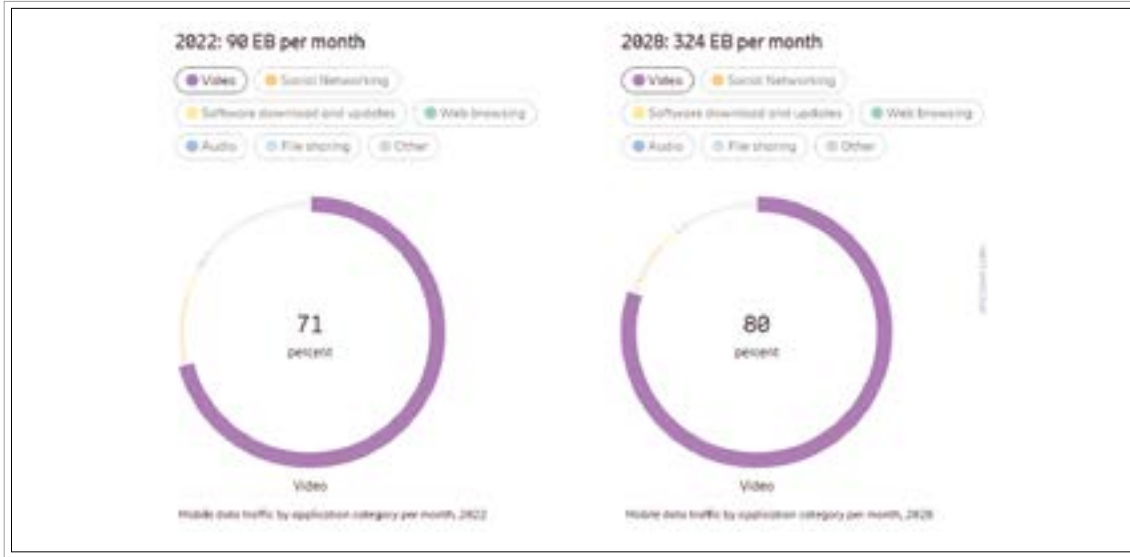 2022: 90 EB per month
Video Social Networking
Software download and updates Web browsing
Audio File sharing Other
71
percent
Video
Mobile data traffic by application category per month, 2022
2028: 324 EB per month
Video Social Networking
Software download and updates Web browsing
Audio File sharing Other
80
percent
Video
Mobile data traffic by application category per month, 2028